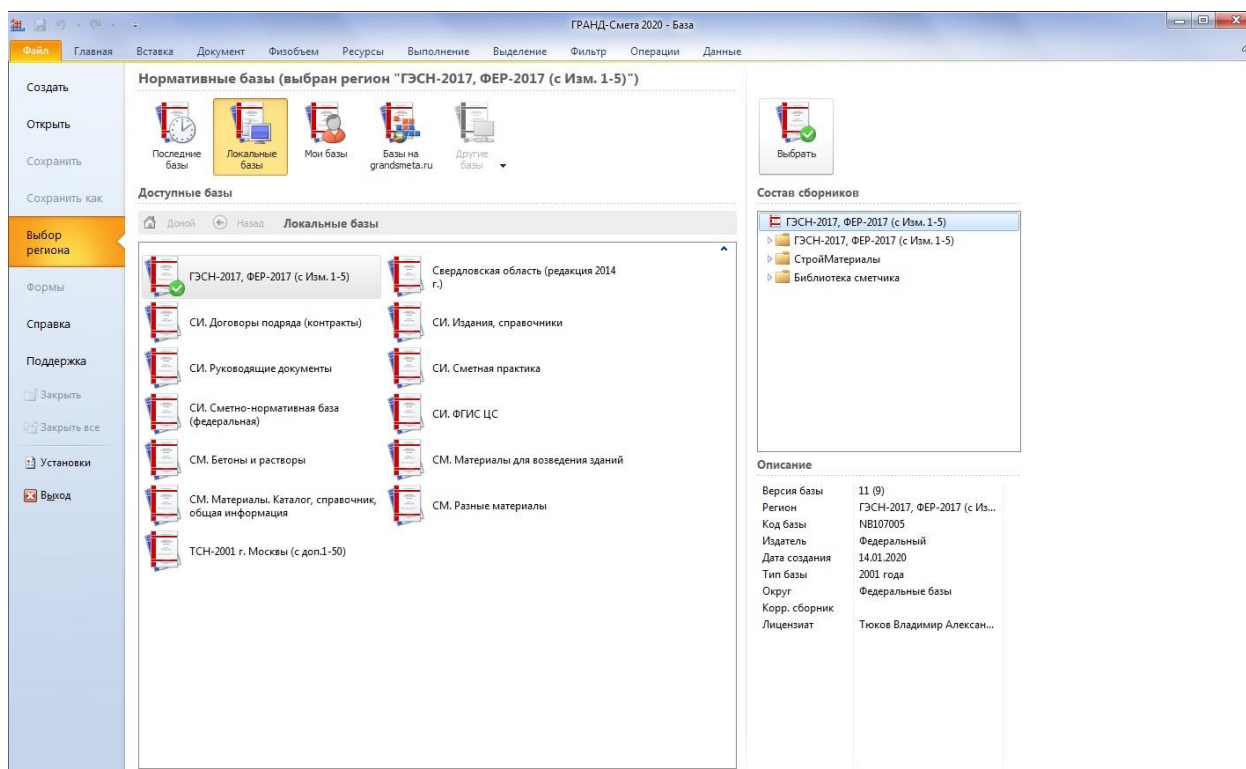 ГРАНД-Смета 2020 - База
Файл Главная Вставка Документ Физобъем Ресурсы Выполнение Выделение Фильтр Операции Данные
Создать
Открыть
Сохранить
Сохранить как
Выбор
региона
Формы
Справка
Поддержка
Закрыть
Закрыть все
Установки
Выход
Нормативные базы (выбран регион "ГЭСН-2017, ФЕР-2017 (с Изм. 1-5)")
Последние
базы
Локальные
базы
Мои базы
Базы на
grandsmeta.ru
Другие
базы
Доступные базы
Домой Назад Локальные базы
ГЭСН-2017, ФЕР-2017 (с Изм. 1-5)
Свердловская область (редакция 2014
г.)
СИ. Договоры подряда (контракты)
СИ. Издания, справочники
СИ. Руководящие документы
СИ. Сметная практика
СИ. Сметно-нормативная база
(федеральная)
СИ. ФГИС ЦС
СМ. Бетоны и растворы
СМ. Материалы для возведения зданий
СМ. Материалы. Каталог, справочник,
общая информация
СМ. Разные материалы
ТСН-2001 г. Москвы (с доп.1-50)
Выбрать
Состав сборников
ГЭСН-2017, ФЕР-2017 (с Изм. 1-5)
ГЭСН-2017, ФЕР-2017 (с Изм. 1-5)
СтройМатериалы
Библиотека сметчика
Описание
Версия базы 11 (9)
Регион ГЭСН-2017, ФЕР-2017 (с Из...
Код базы NB107005
Издатель Федеральный
Дата создания 14.01.2020
Тип базы 2001 года
Округ Федеральные базы
Корр. сборник
Лицензиат Тюков Владимир Алексан...